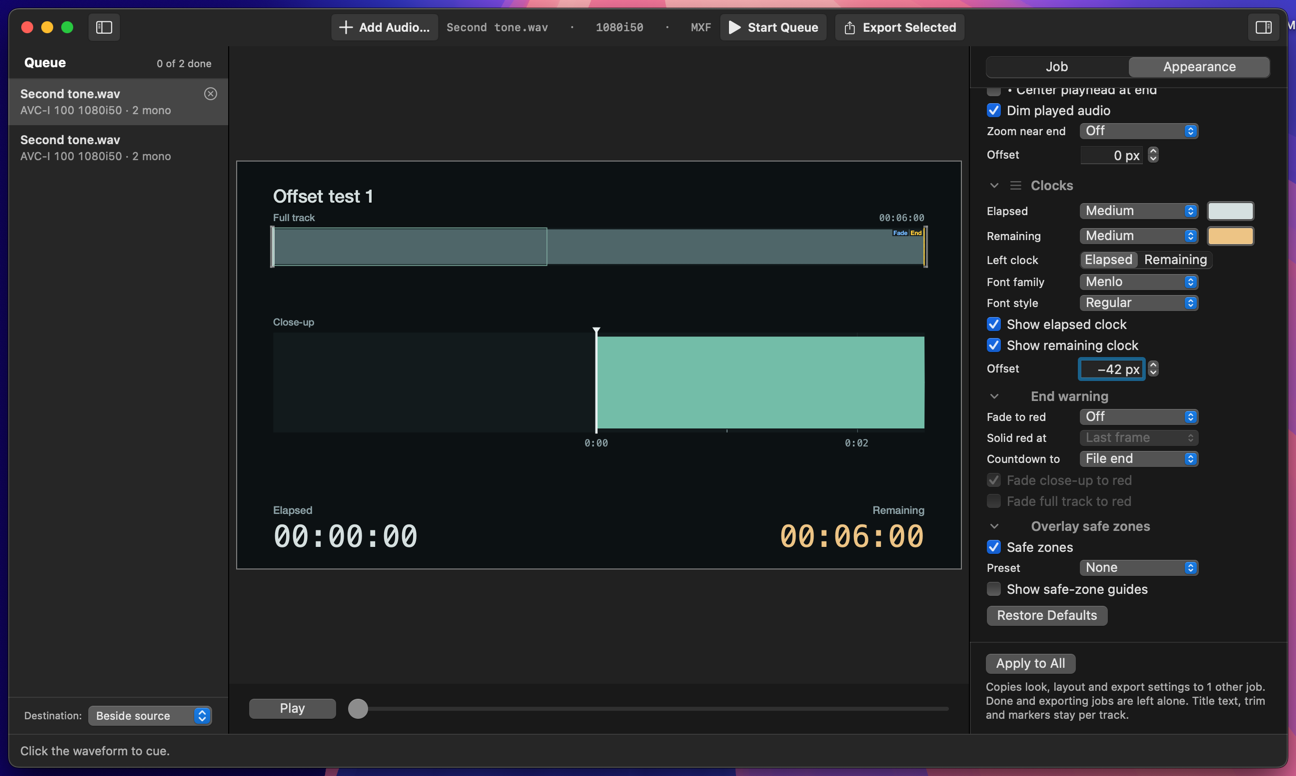 Add Audio...
Second tone.wav · 1080i50 · MXF
Start Queue
Export Selected
Queue
0 of 2 done
Second tone.wav
AVC-I 100 1080i50 · 2 mono
Second tone.wav
AVC-I 100 1080i50 · 2 mono
Destination: Beside source
Click the waveform to cue.
Offset test 1
Full track
00:06:00
Fade End
Close-up
0:00
0:02
Elapsed
00:00:00
Remaining
00:06:00
Play
Job
Appearance
• Center playhead at end
Dim played audio
Zoom near end Off
Offset 0 px
Clocks
Elapsed Medium
Remaining Medium
Left clock Elapsed Remaining
Font family Menlo
Font style Regular
Show elapsed clock
Show remaining clock
Offset −42 px
End warning
Fade to red Off
Solid red at Last frame
Countdown to File end
Fade close-up to red
Fade full track to red
Overlay safe zones
Safe zones
Preset None
Show safe-zone guides
Restore Defaults
Apply to All
Copies look, layout and export settings to 1 other job.
Done and exporting jobs are left alone. Title text, trim
and markers stay per track.